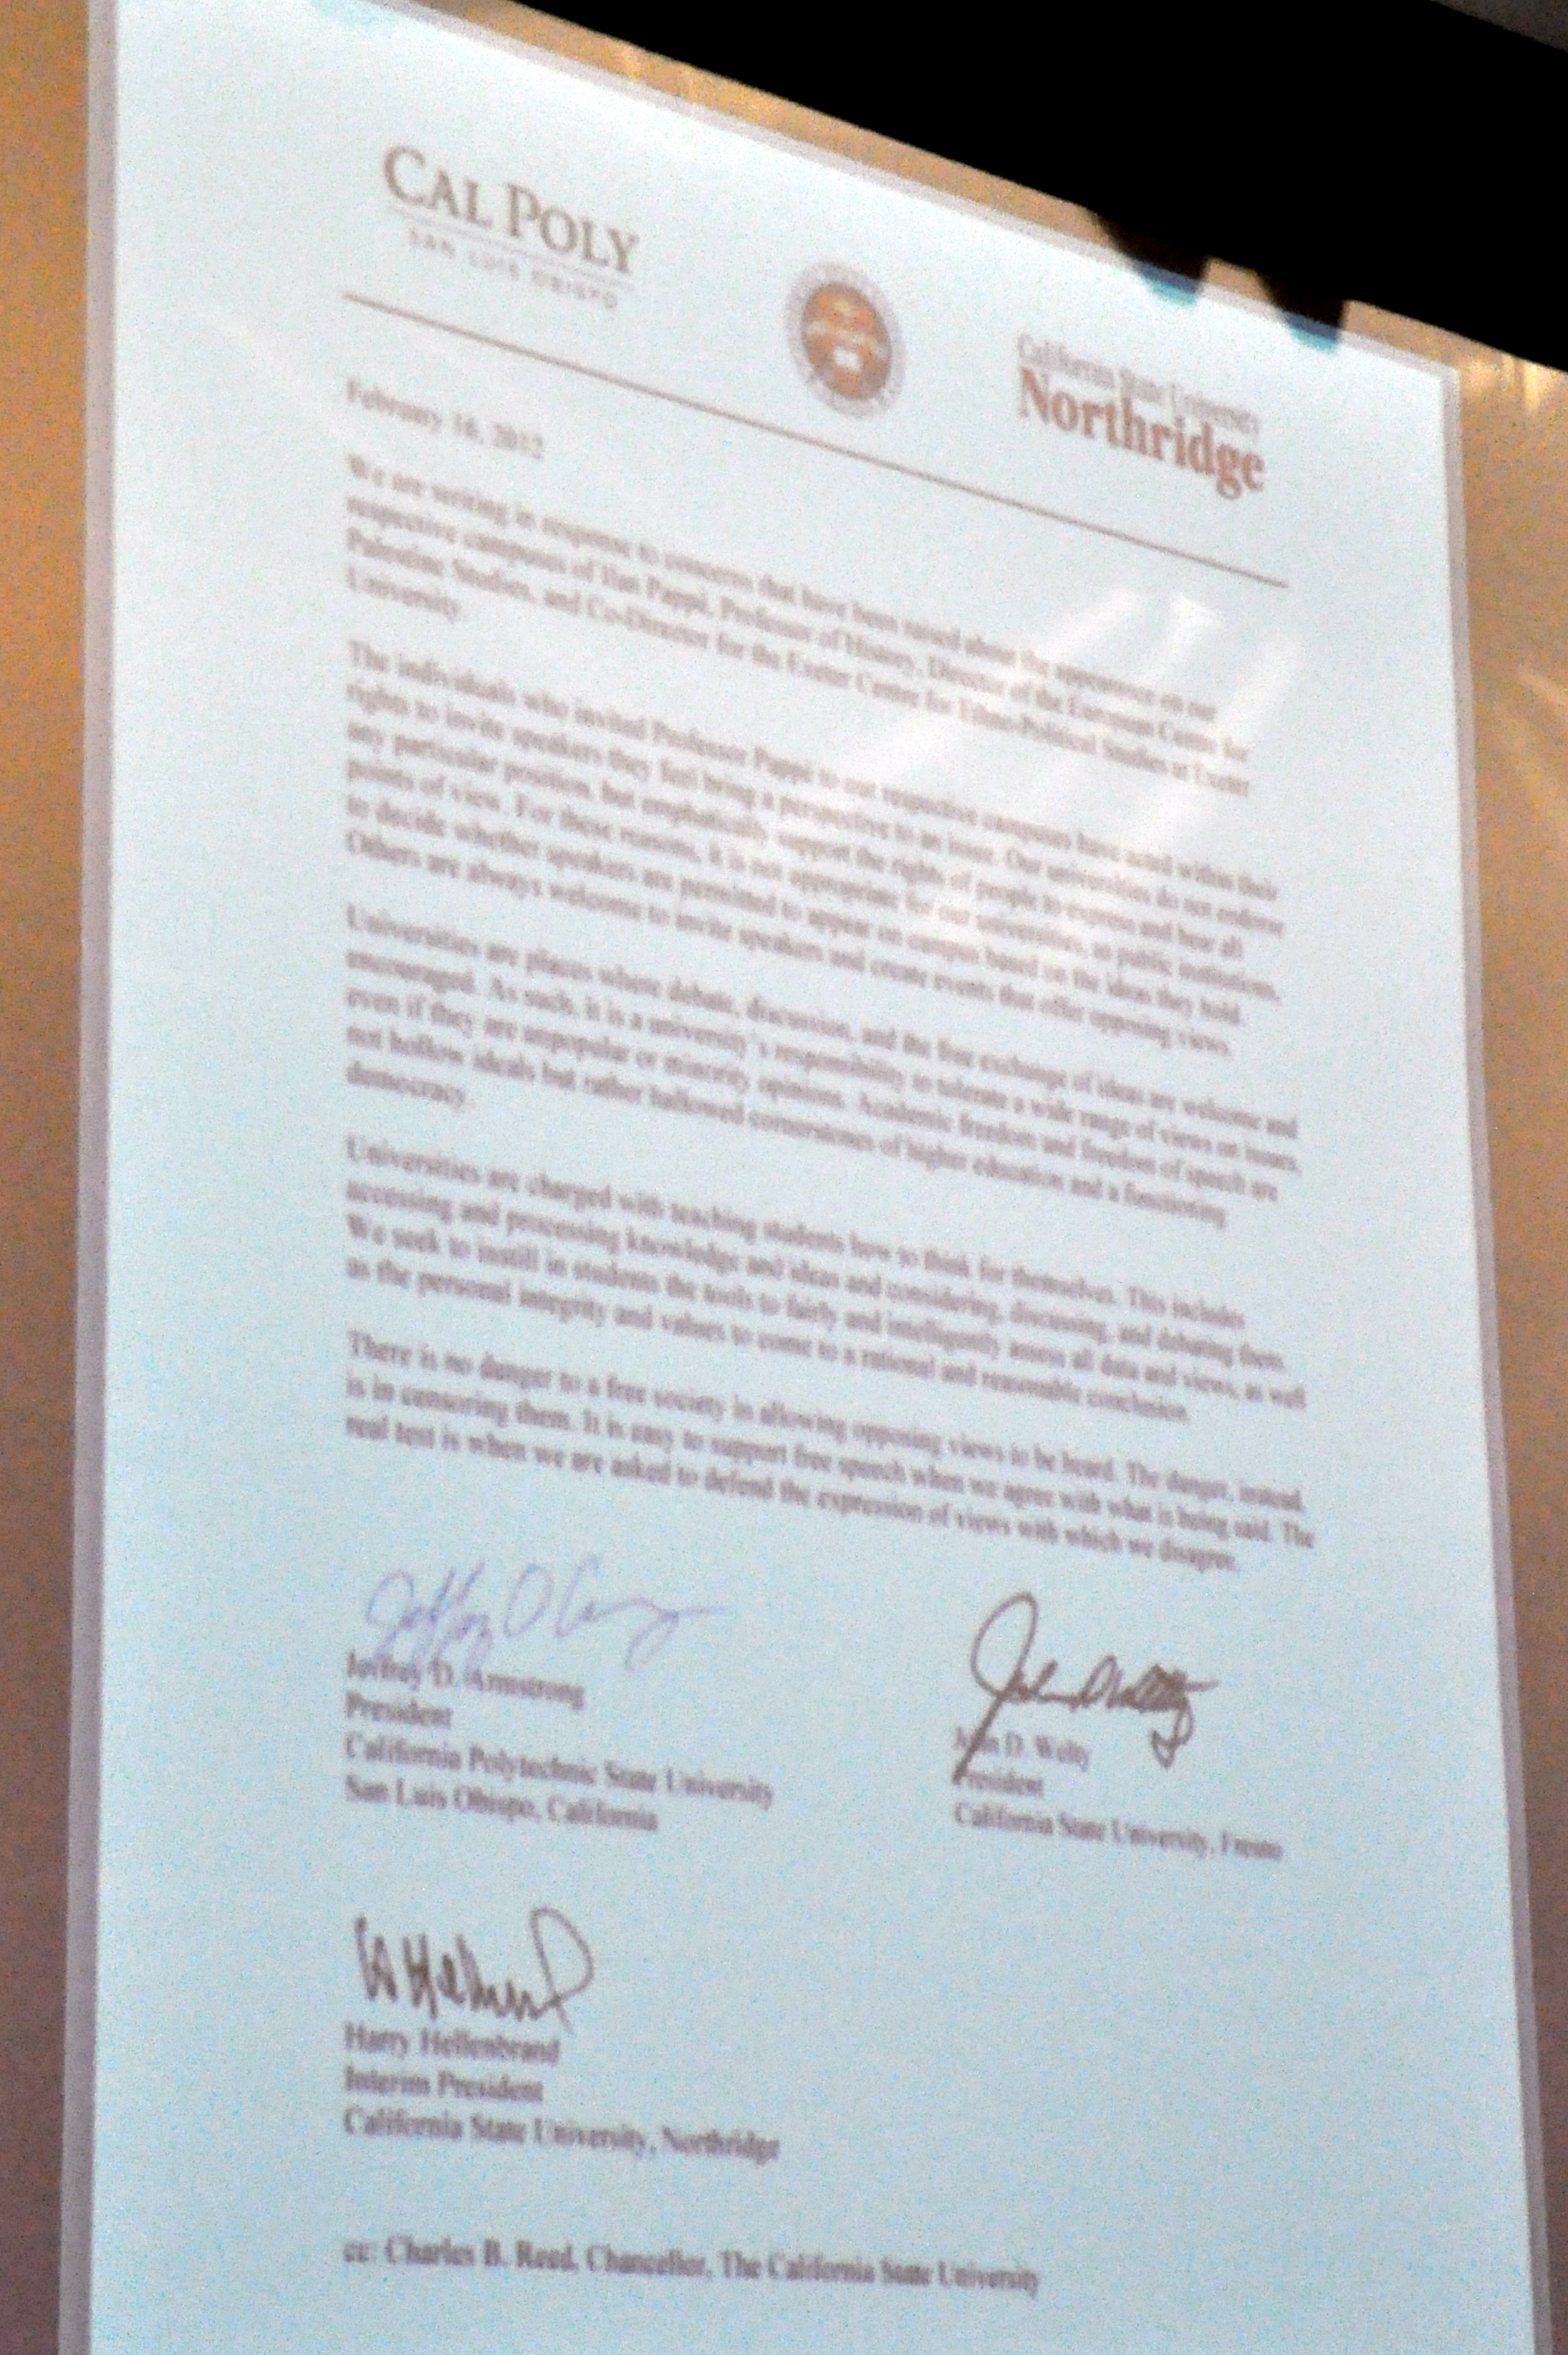 CAL POLY
SAN LUIS OBISPO
California State University
Northridge
February 2012
We are writing in response to concerns that have been raised about the appearance on our
respective campuses of Ilan Pappé, Professor of History, Director of the European Centre for
Palestine Studies, and Co-Director for the Exeter Centre for Ethno-Political Studies at Exeter
University.
The individuals who invited Professor Pappé to our respective campuses have acted within their
rights to invite speakers they feel bring a perspective to an issue. Our universities do not endorse
any particular position, but emphatically support the rights of people to express and hear all
points of view. For these reasons, it is not appropriate for our universities, as public institutions,
to decide whether speakers are permitted to appear on campus based on the ideas they hold.
Others are always welcome to invite speakers and create events that offer opposing views.
Universities are places where debate, discussion, and the free exchange of ideas are welcome and
encouraged. As such, it is a university's responsibility to tolerate a wide range of views on issues,
even if they are unpopular or minority opinions. Academic freedom and freedom of speech are
not hollow ideals but rather hallowed cornerstones of higher education and a functioning
democracy.
Universities are charged with teaching students how to think for themselves. This includes
accessing and processing knowledge and ideas and considering, discussing, and debating them.
We seek to instill in students the tools to fairly and intelligently assess all data and views, as well
as the personal integrity and values to come to a rational and reasonable conclusion.
There is no danger to a free society in allowing opposing views to be heard. The danger, instead,
is in censoring them. It is easy to support free speech when we agree with what is being said. The
real test is when we are asked to defend the expression of views with which we disagree.
Jeffrey D. Armstrong
President
California Polytechnic State University
San Luis Obispo, California
John D. Welty
President
California State University, Fresno
Harry Hellenbrand
Interim President
California State University, Northridge
cc: Charles B. Reed, Chancellor, The California State University